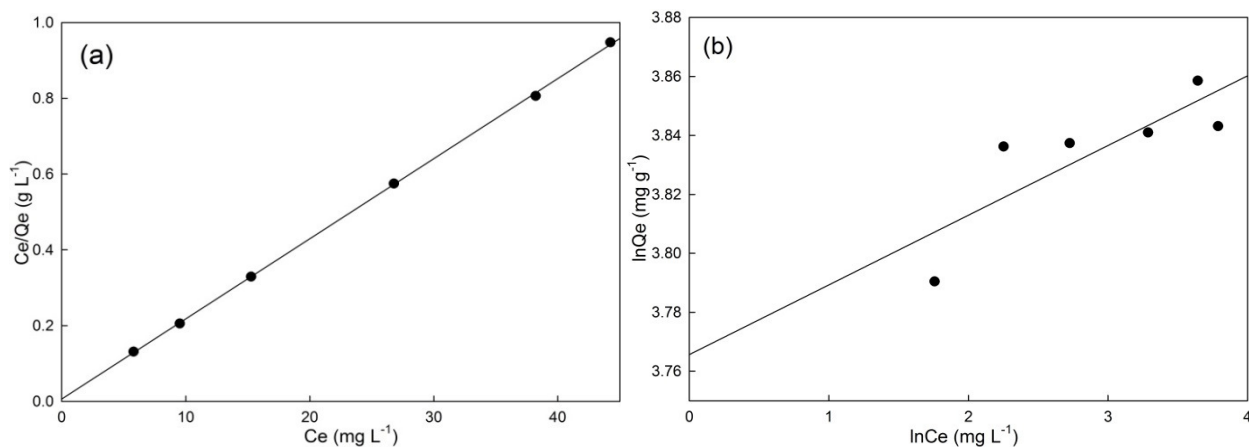 (a)
Ce/Qe (g L⁻¹)
1.0
0.8
0.6
0.4
0.2
0.0
0 10 20 30 40
Ce (mg L⁻¹)
(b)
lnQe (mg g⁻¹)
3.88
3.86
3.84
3.82
3.80
3.78
3.76
0 1 2 3 4
lnCe (mg L⁻¹)